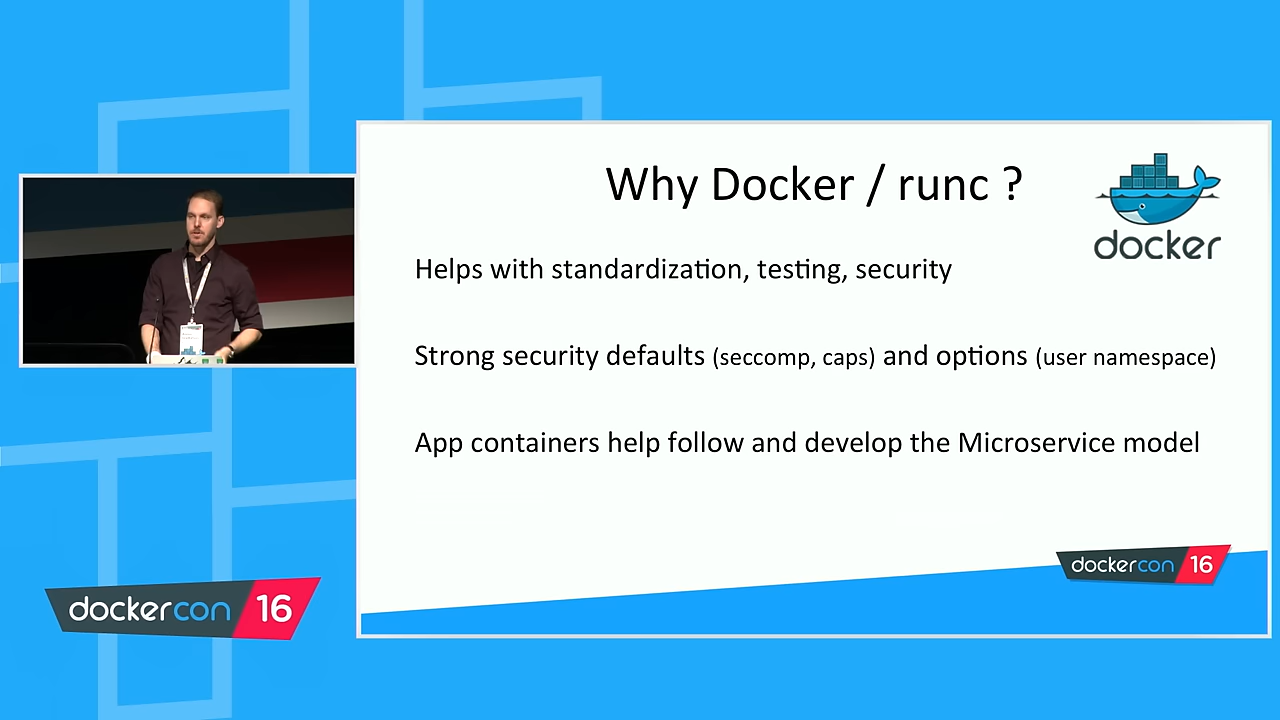 Why Docker / runc ?
docker
Helps with standardization, testing, security
Strong security defaults (seccomp, caps) and options (user namespace)
App containers help follow and develop the Microservice model
dockercon 16
dockercon 16